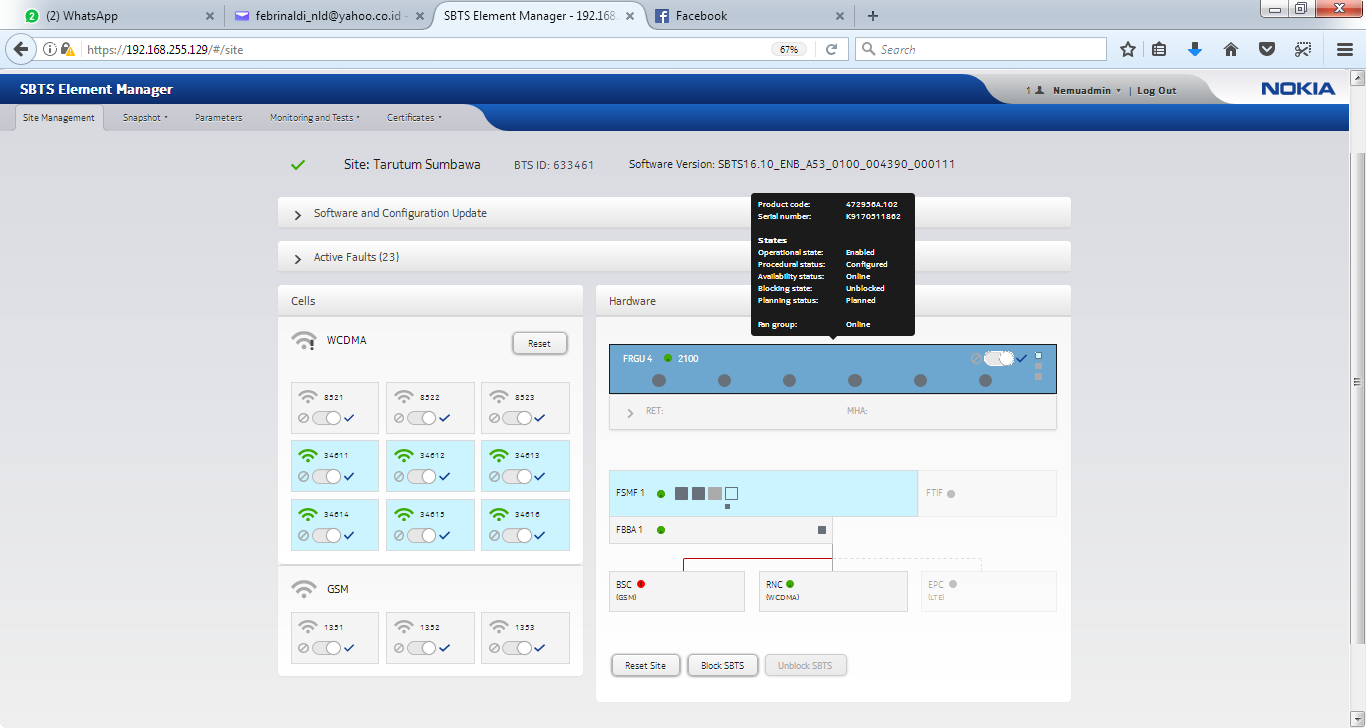 2 (2) WhatsApp
febrinaldi_nld@yahoo.co.id -
SBTS Element Manager - 192.168.
Facebook
https://192.168.255.129/#/site
67%
Search
SBTS Element Manager
1 Nemuadmin | Log Out
NOKIA
Site Management
Snapshot
Parameters
Monitoring and Tests
Certificates
Site: Tarutum Sumbawa
BTS ID: 633461
Software Version: SBTS16.10_ENB_A53_0100_004390_000111
Software and Configuration Update
Active Faults (23)
Product code: 472956A.102
Serial number: K9170511862
States
Operational state: Enabled
Procedural status: Configured
Availability status: Online
Blocking state: Unblocked
Planning status: Planned
Fan group: Online
Cells
WCDMA
Reset
8521 8522 8523
34611 34612 34613
34614 34615 34616
GSM
1351 1352 1353
Hardware
FRGU 4 2100
RET: MHA:
FSMF 1
FTIF
FBBA 1
BSC
(GSM)
RNC
(WCDMA)
EPC
(LTE)
Reset Site
Block SBTS
Unblock SBTS